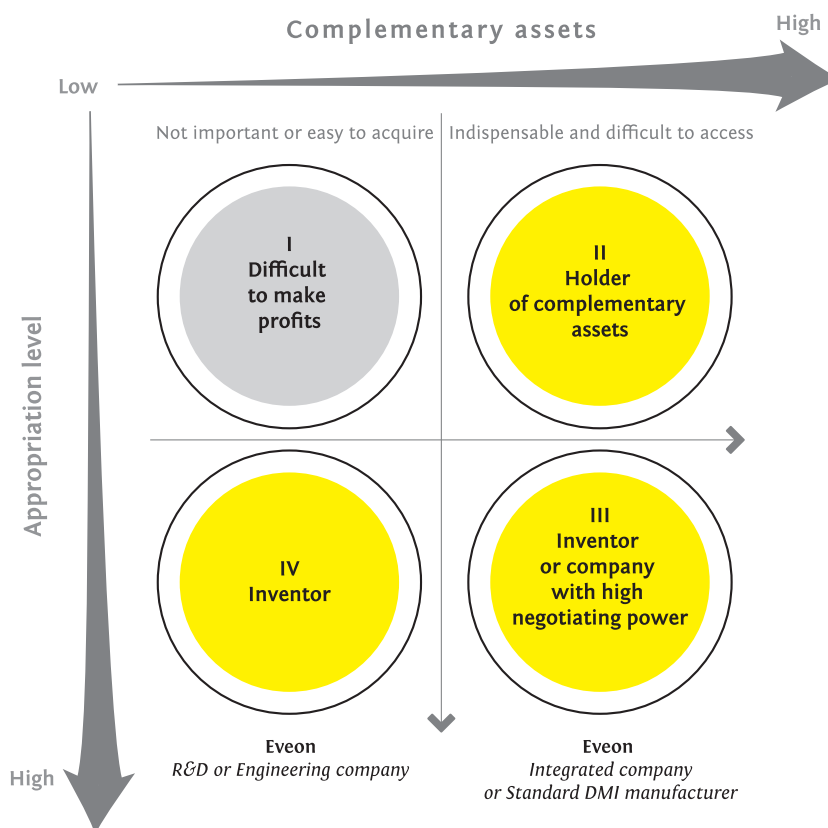 Complementary assets
High
Low
Not important or easy to acquire
Indispensable and difficult to access
Appropriation level
I
Difficult
to make
profits
II
Holder
of complementary
assets
IV
Inventor
III
Inventor
or company
with high
negotiating power
High
Eveon
R&D or Engineering company
Eveon
Integrated company
or Standard DMI manufacturer